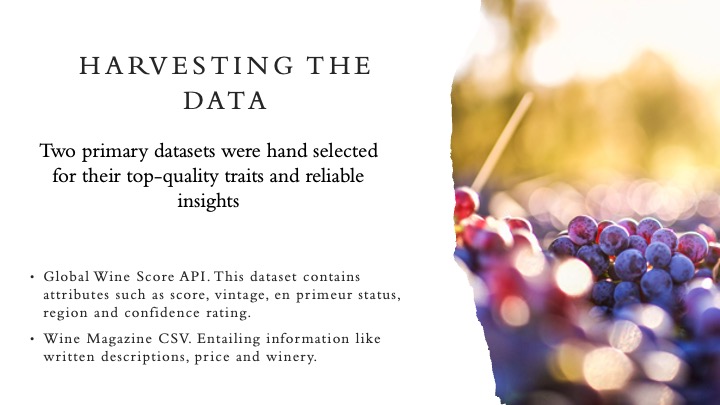 HARVESTING THE
DATA
Two primary datasets were hand selected
for their top-quality traits and reliable
insights
• Global Wine Score API. This dataset contains
attributes such as score, vintage, en primeur status,
region and confidence rating.
• Wine Magazine CSV. Entailing information like
written descriptions, price and winery.